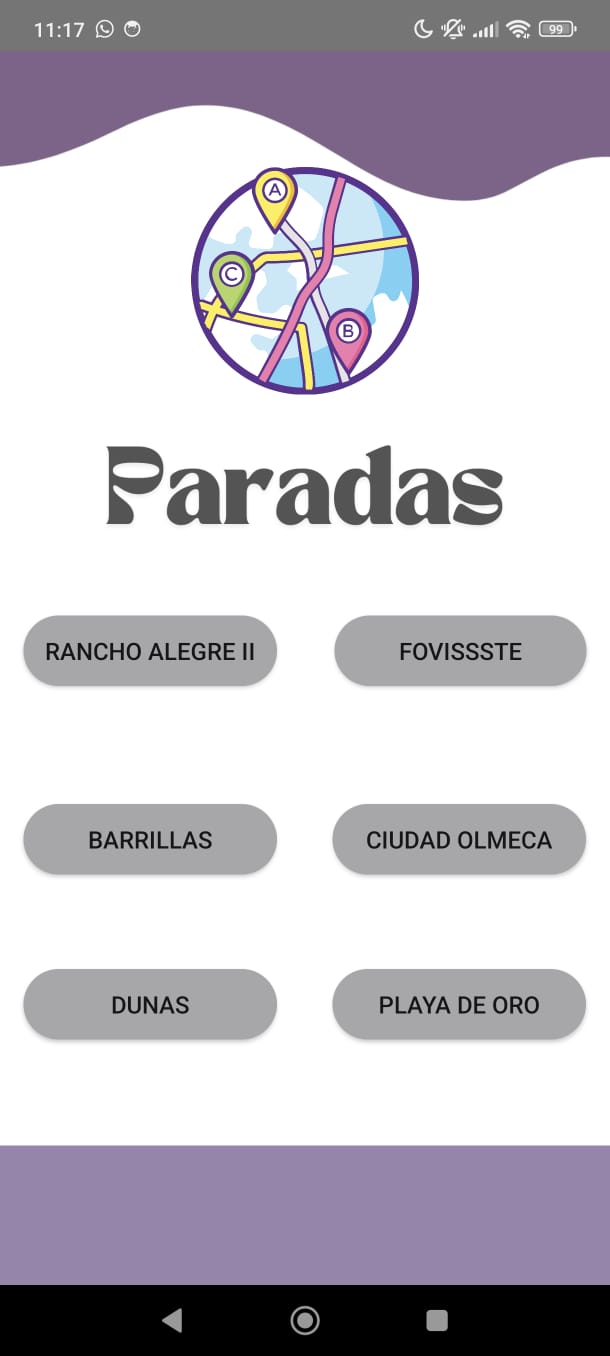 11:17
99
A
C
B
Paradas
RANCHO ALEGRE II
FOVISSSTE
BARRILLAS
CIUDAD OLMECA
DUNAS
PLAYA DE ORO